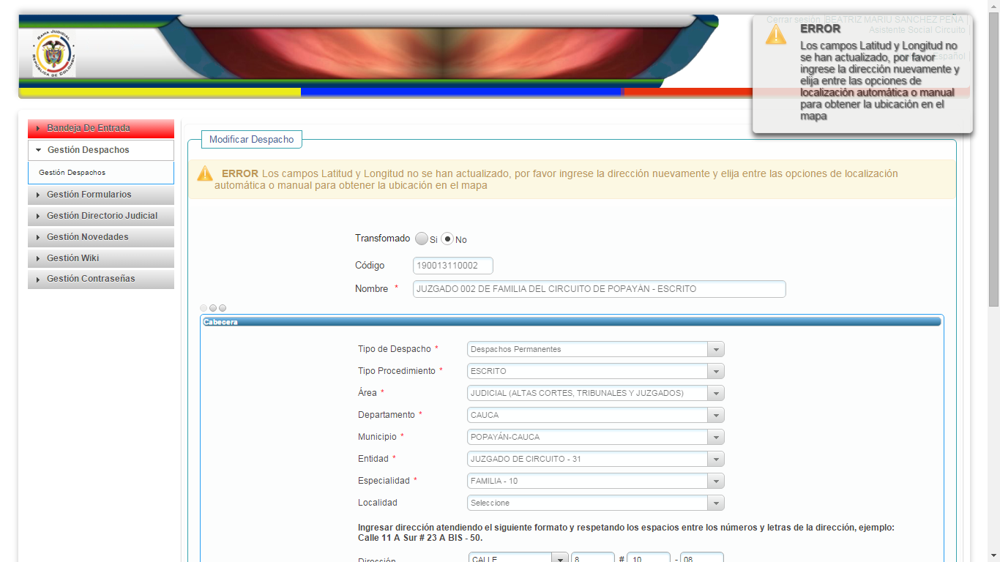 RAMA JUDICIAL
REPUBLICA DE COLOMBIA
Cerrar sesión |BEATRIZ MARIU SANCHEZ PEÑA |
Asistente Social Circuito |
Español |
ERROR
Los campos Latitud y Longitud no
se han actualizado, por favor
ingrese la dirección nuevamente y
elija entre las opciones de
localización automática o manual
para obtener la ubicación en el
mapa
Bandeja De Entrada
Gestión Despachos
Gestión Despachos
Gestión Formularios
Gestión Directorio Judicial
Gestión Novedades
Gestión Wiki
Gestión Contraseñas
Modificar Despacho
ERROR Los campos Latitud y Longitud no se han actualizado, por favor ingrese la dirección nuevamente y elija entre las opciones de localización
automática o manual para obtener la ubicación en el mapa
Transfomado Si No
Código 190013110002
Nombre * JUZGADO 002 DE FAMILIA DEL CIRCUITO DE POPAYÀN - ESCRITO
Cabecera
Tipo de Despacho * Despachos Permanentes
Tipo Procedimiento * ESCRITO
Área * JUDICIAL (ALTAS CORTES, TRIBUNALES Y JUZGADOS)
Departamento * CAUCA
Municipio * POPAYÁN-CAUCA
Entidad * JUZGADO DE CIRCUITO - 31
Especialidad * FAMILIA - 10
Localidad Seleccione
Ingresar dirección atendiendo el siguiente formato y respetando los espacios entre los números y letras de la dirección, ejemplo:
Calle 11 A Sur # 23 A BIS - 50.
Dirección CALLE 8 # 10 - 08